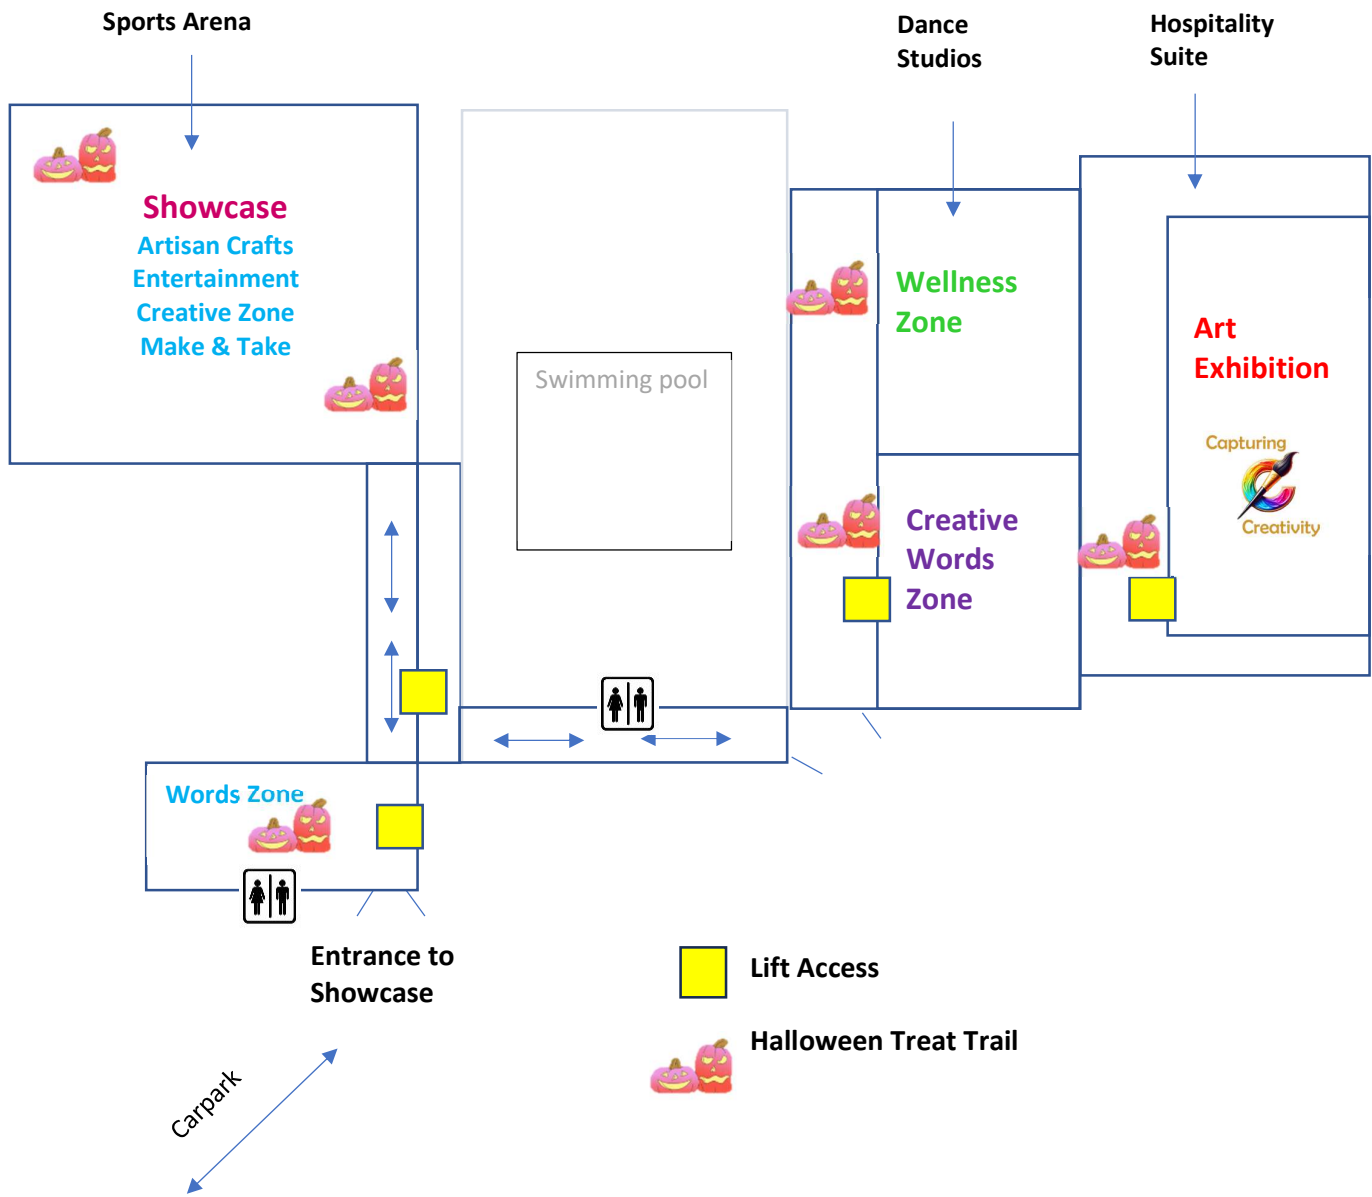 Sports Arena
Dance
Studios
Hospitality
Suite
Showcase
Artisan Crafts
Entertainment
Creative Zone
Make & Take
Swimming pool
Wellness
Zone
Creative
Words
Zone
Art
Exhibition
Capturing
Creativity
Words Zone
Entrance to
Showcase
Carpark
Lift Access
Halloween Treat Trail